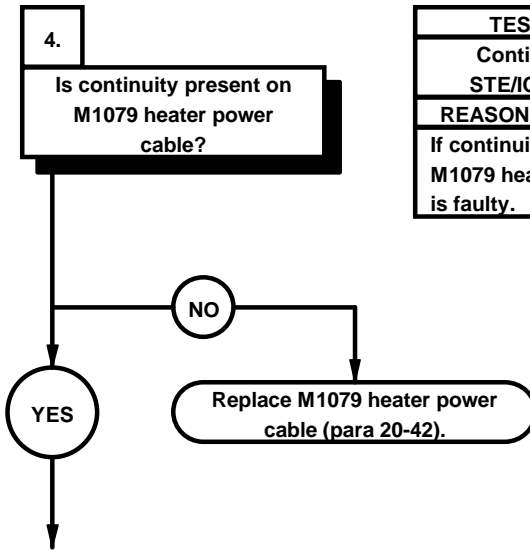 4.
Is continuity present on
M1079 heater power
cable?
NO
YES
Replace M1079 heater power
cable (para 20-42).
TES
Conti
STE/IC
REASON
If continui
M1079 hea
is faulty.